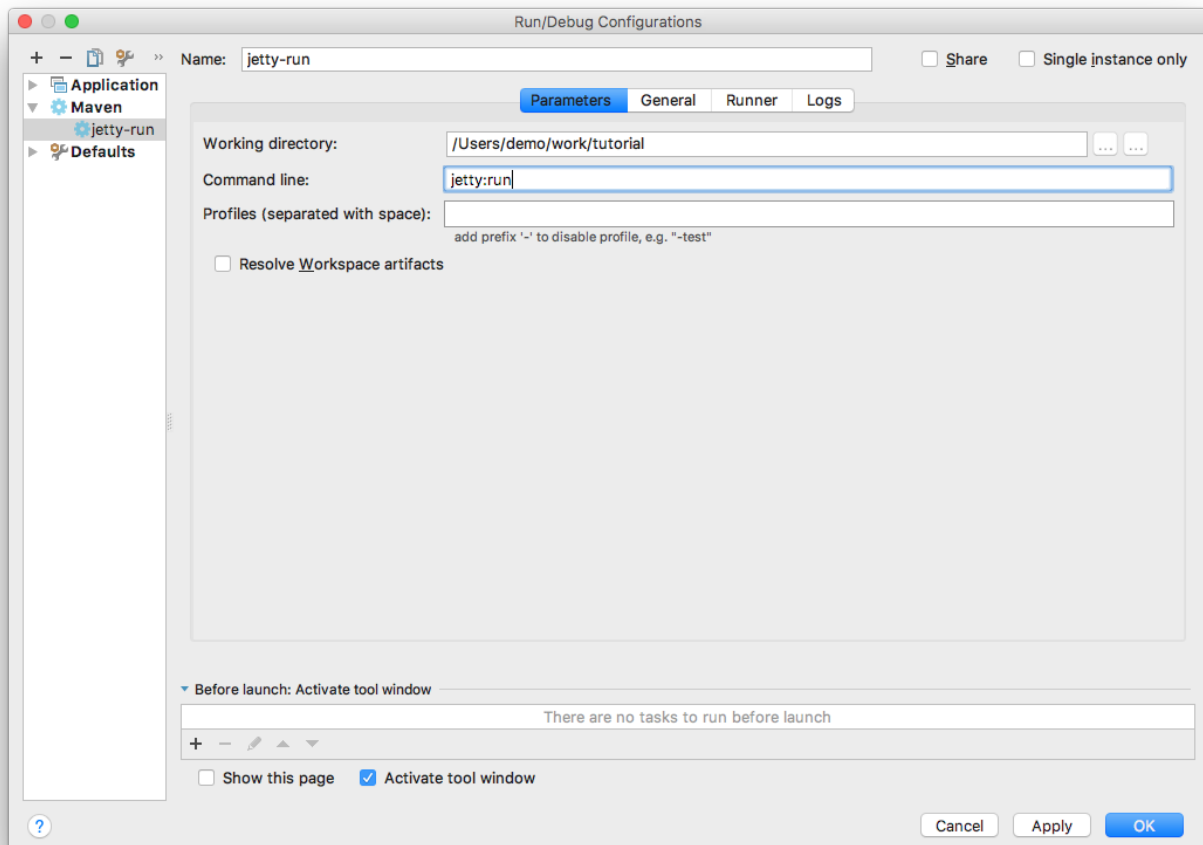 Run/Debug Configurations
Name: jetty-run Share Single instance only
Application
Maven
jetty-run
Defaults
Parameters General Runner Logs
Working directory: /Users/demo/work/tutorial ... ...
Command line: jetty:run
Profiles (separated with space):
add prefix '-' to disable profile, e.g. "-test"
Resolve Workspace artifacts
Before launch: Activate tool window
There are no tasks to run before launch
Show this page Activate tool window
? Cancel Apply OK